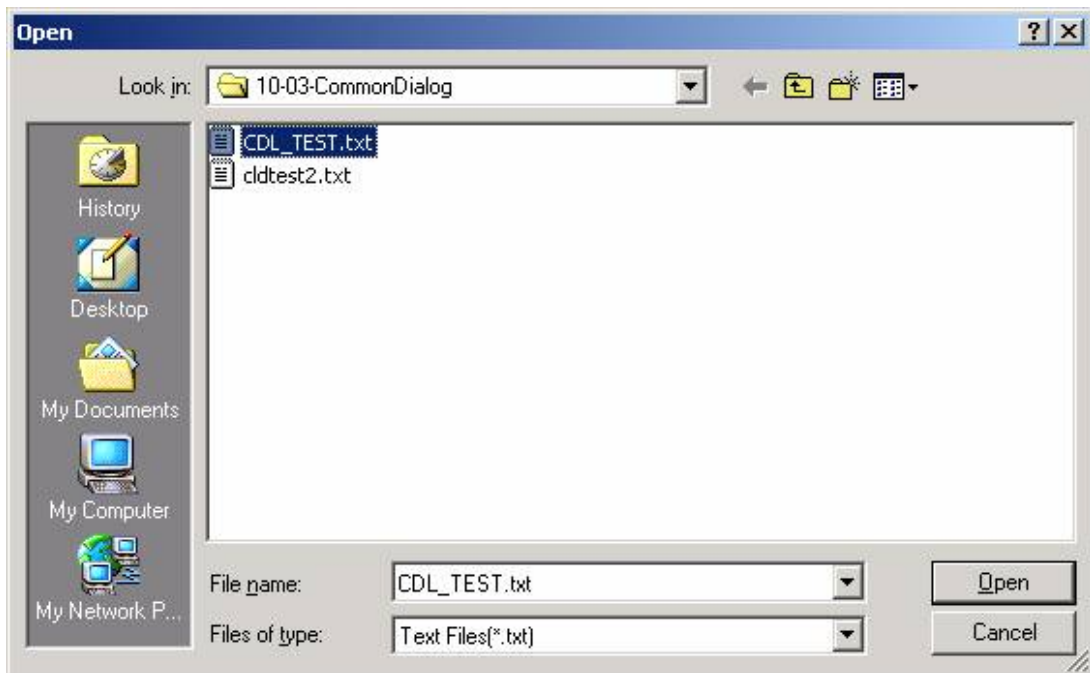 Open
Look in: 10-03-CommonDialog
CDL_TEST.txt
cldtest2.txt
History
Desktop
My Documents
My Computer
My Network P...
File name: CDL_TEST.txt Open
Files of type: Text Files(*.txt) Cancel